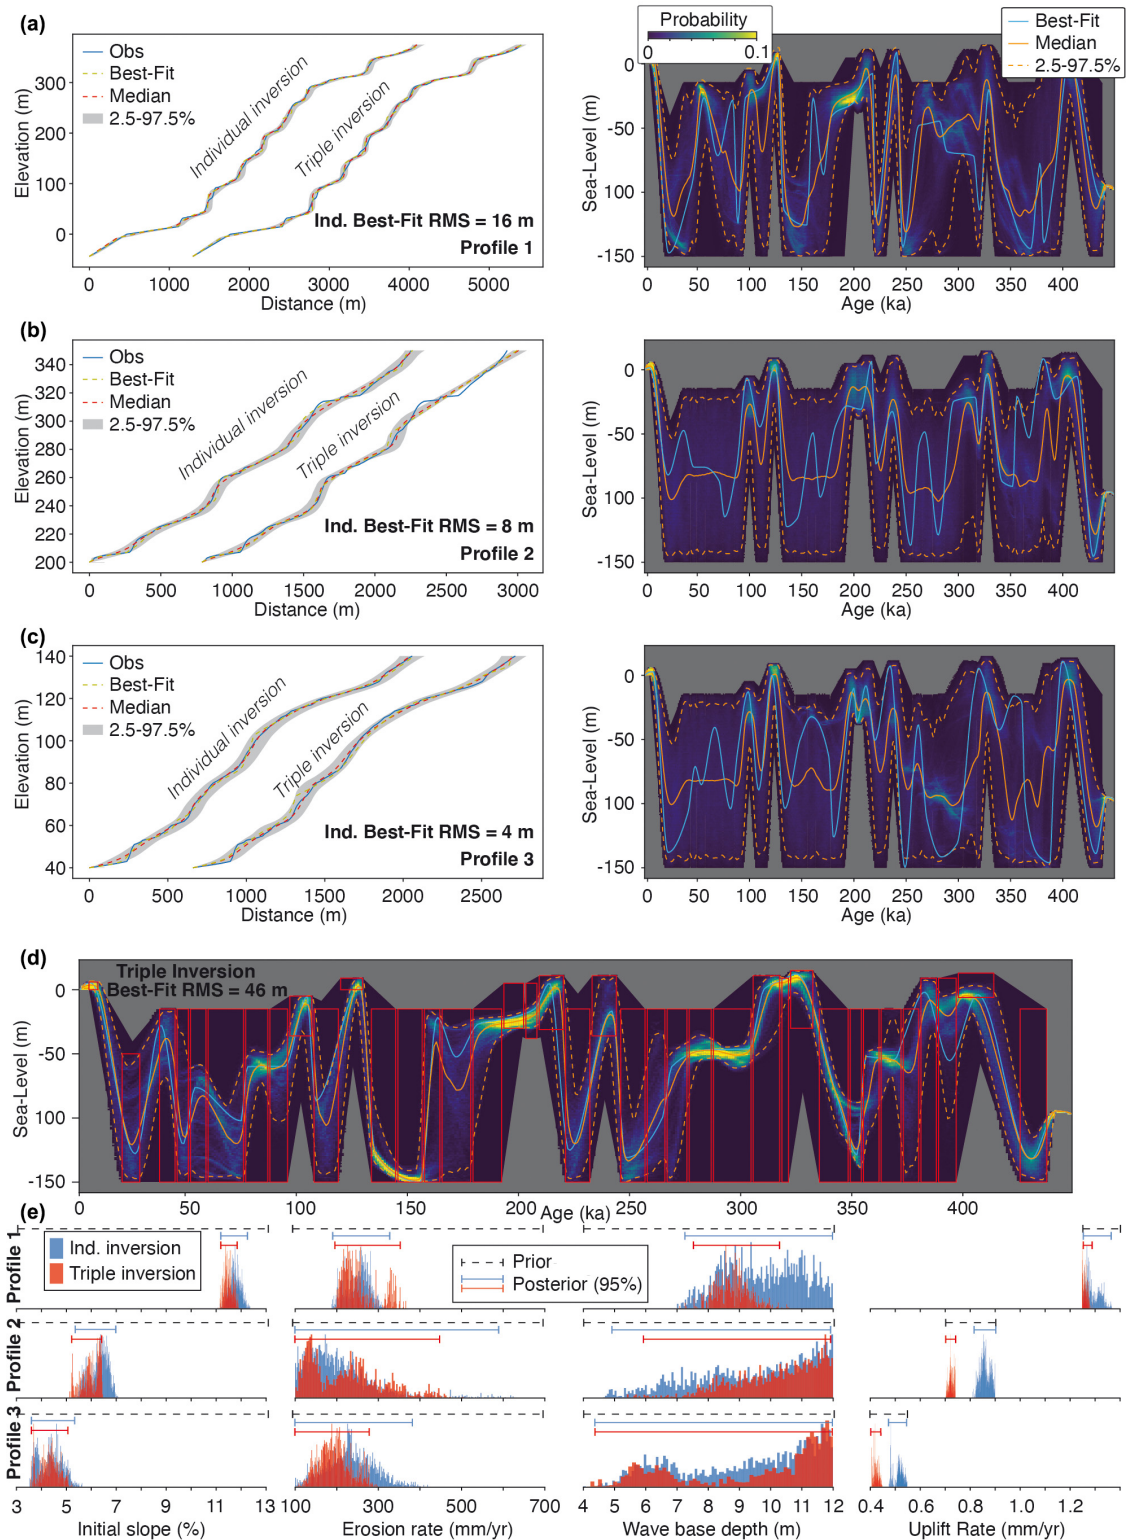 (a)
Obs
Best-Fit
Median
2.5-97.5%
Individual inversion
Triple inversion
Ind. Best-Fit RMS = 16 m
Profile 1
Elevation (m)
300
200
100
0
0 1000 2000 3000 4000 5000
Distance (m)
Probability
0 0.1
Best-Fit
Median
2.5-97.5%
Sea-Level (m)
0
-50
100
-150
0 50 100 150 200 250 300 350 400
Age (ka)
(b)
Obs
Best-Fit
Median
2.5-97.5%
Individual inversion
Triple inversion
Ind. Best-Fit RMS = 8 m
Profile 2
Elevation (m)
340
320
300
280
260
240
220
200
0 500 1000 1500 2000 2500 3000
Distance (m)
Sea-Level (m)
0
-50
100
-150
0 50 100 150 200 250 300 350 400
Age (ka)
(c)
Obs
Best-Fit
Median
2.5-97.5%
Individual inversion
Triple inversion
Ind. Best-Fit RMS = 4 m
Profile 3
Elevation (m)
140
120
100
80
60
40
0 500 1000 1500 2000 2500
Distance (m)
Sea-Level (m)
0
-50
100
-150
0 50 100 150 200 250 300 350 400
Age (ka)
(d)
Triple Inversion
Best-Fit RMS = 46 m
Sea-Level (m)
0
-50
100
-150
0 50 100 150 200 250 300 350 400
Age (ka)
(e)
Profile 1
Ind. inversion
Triple inversion
Prior
Posterior (95%)
Profile 2
Profile 3
3 5 7 9 11 13
Initial slope (%)
100 300 500 700
Erosion rate (mm/yr)
4 5 6 7 8 9 10 11 12
Wave base depth (m)
0.4 0.6 0.8 1.0 1.2
Uplift Rate (mm/yr)